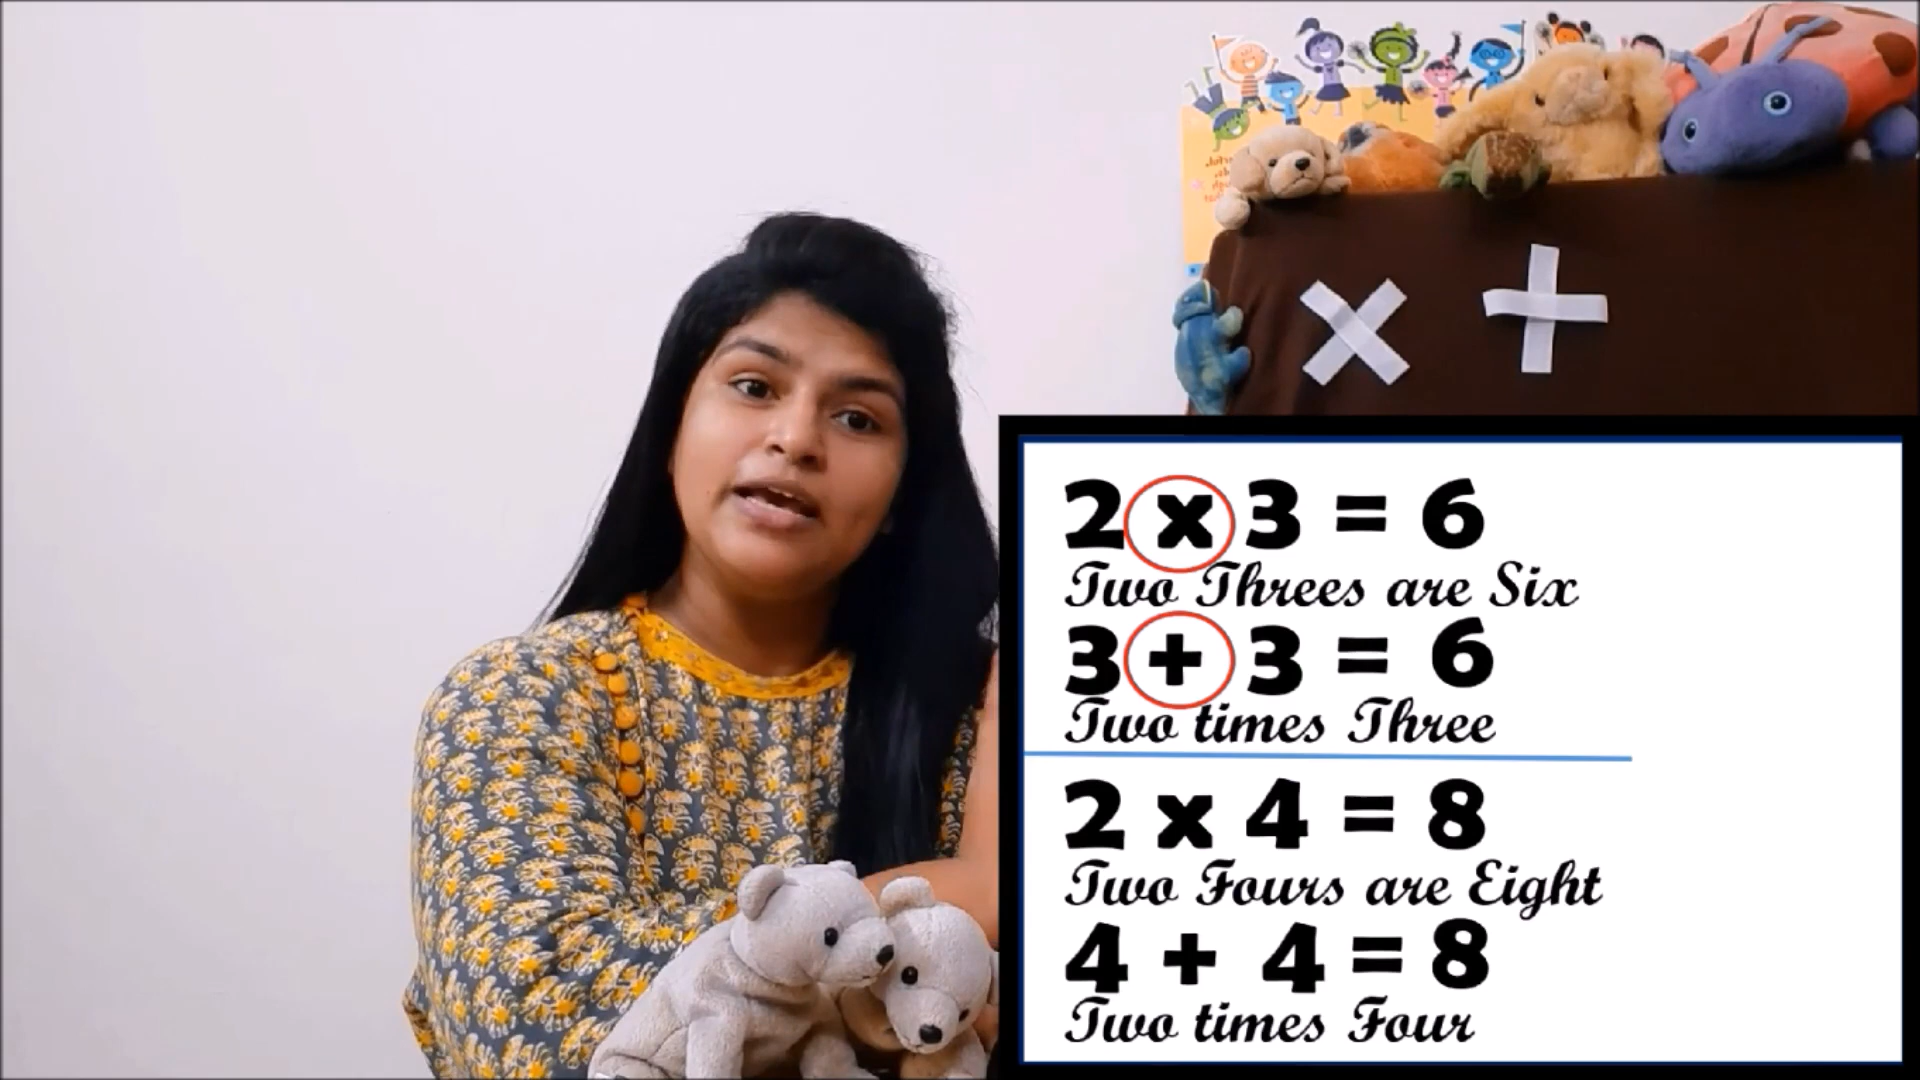 x +
2 x 3 = 6
Two Threes are Six
3 + 3 = 6
Two times Three
2 x 4 = 8
Two Fours are Eight
4 + 4 = 8
Two times Four